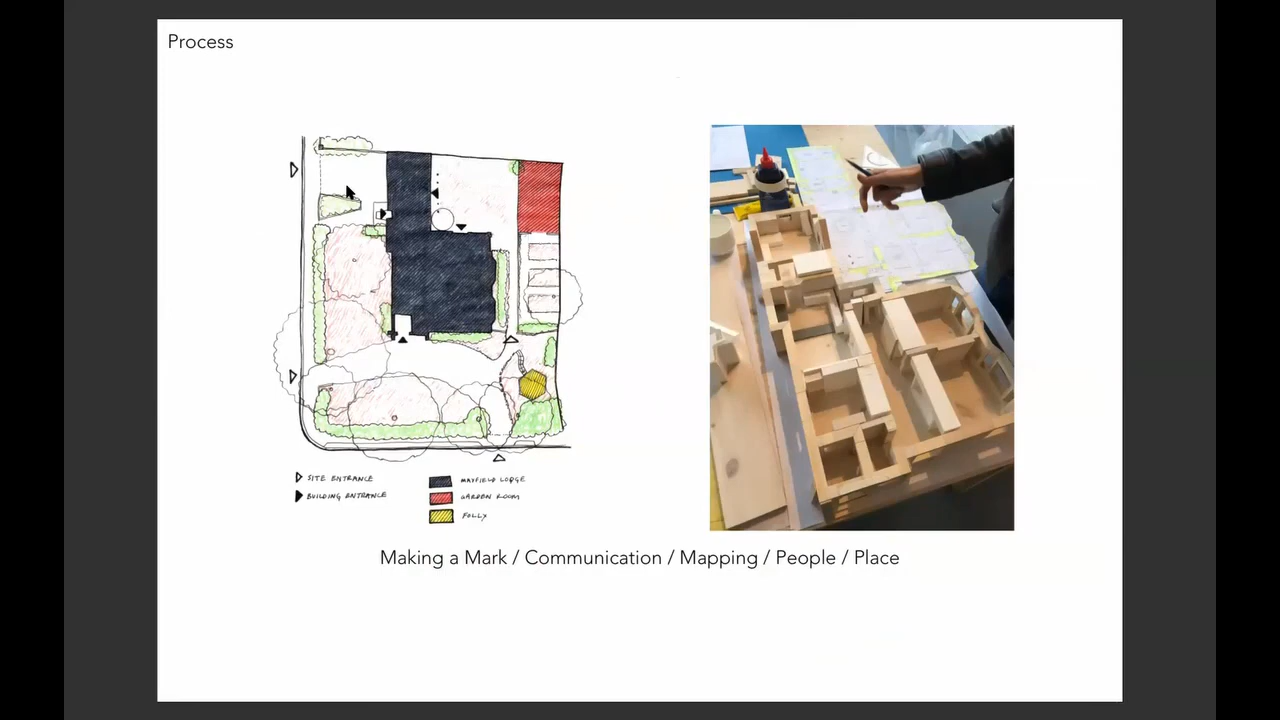 Process
SITE ENTRANCE
BUILDING ENTRANCE
MAYFIELD LODGE
GARDEN ROOM
FOLLY
Making a Mark / Communication / Mapping / People / Place